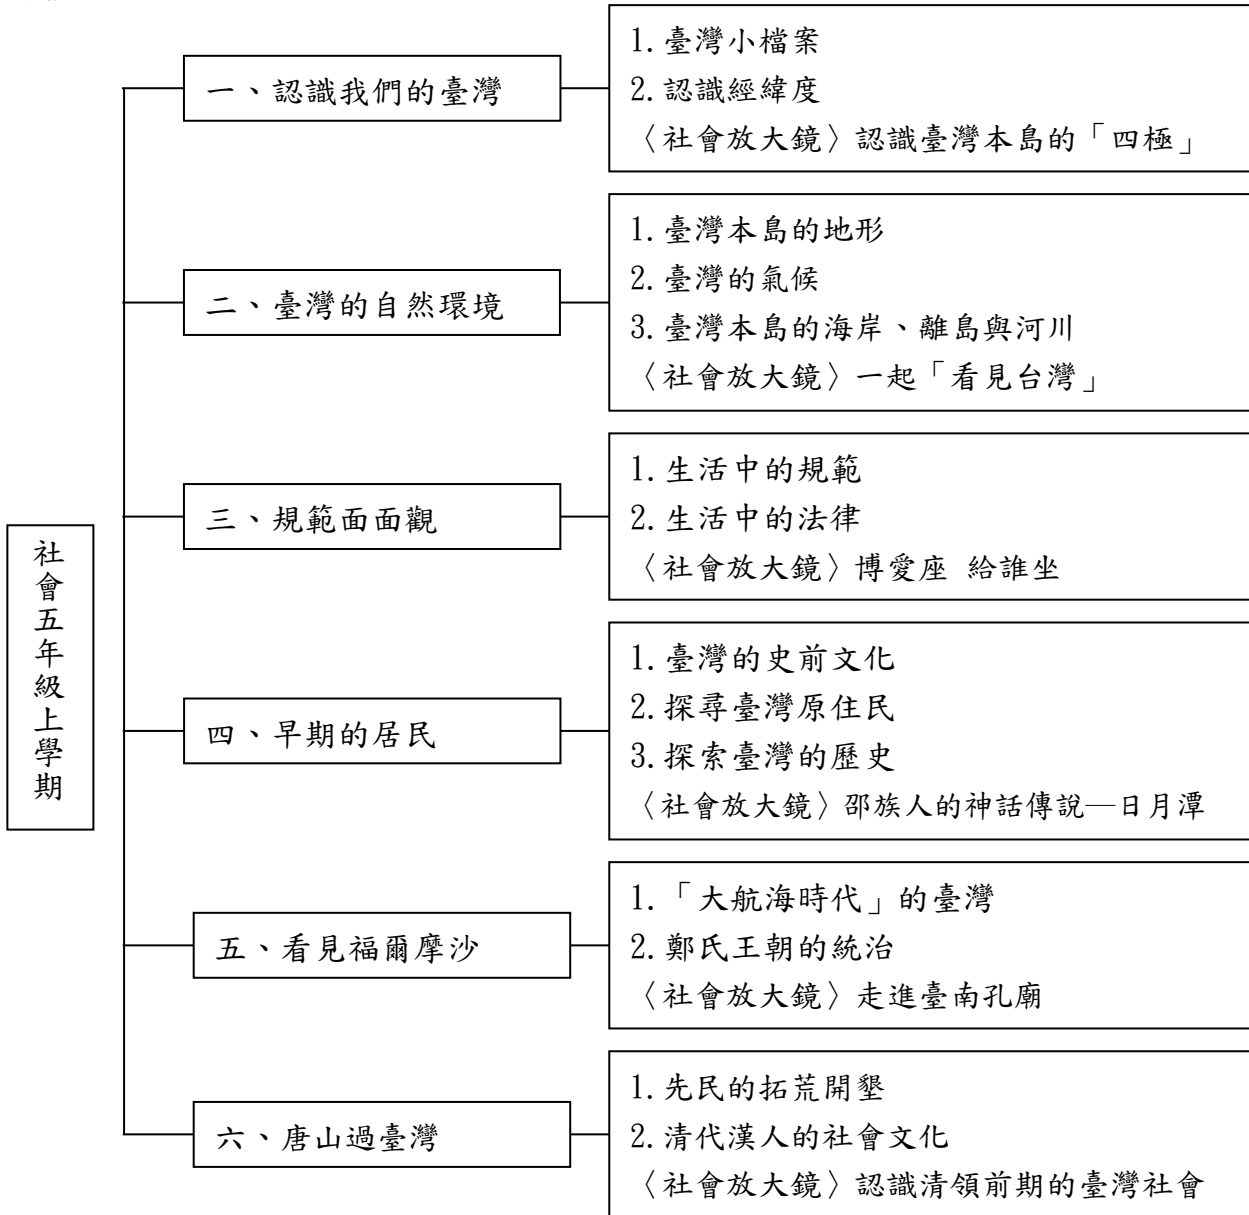 社會五年級上學期
一、認識我們的臺灣
1.臺灣小檔案
2.認識經緯度
〈社會放大鏡〉認識臺灣本島的「四極」
二、臺灣的自然環境
1.臺灣本島的地形
2.臺灣的氣候
3.臺灣本島的海岸、離島與河川
〈社會放大鏡〉一起「看見台灣」
三、規範面面觀
1.生活中的規範
2.生活中的法律
〈社會放大鏡〉博愛座 給誰坐
四、早期的居民
1.臺灣的史前文化
2.探尋臺灣原住民
3.探索臺灣的歷史
〈社會放大鏡〉邵族人的神話傳說—日月潭
五、看見福爾摩沙
1.「大航海時代」的臺灣
2.鄭氏王朝的統治
〈社會放大鏡〉走進臺南孔廟
六、唐山過臺灣
1.先民的拓荒開墾
2.清代漢人的社會文化
〈社會放大鏡〉認識清領前期的臺灣社會